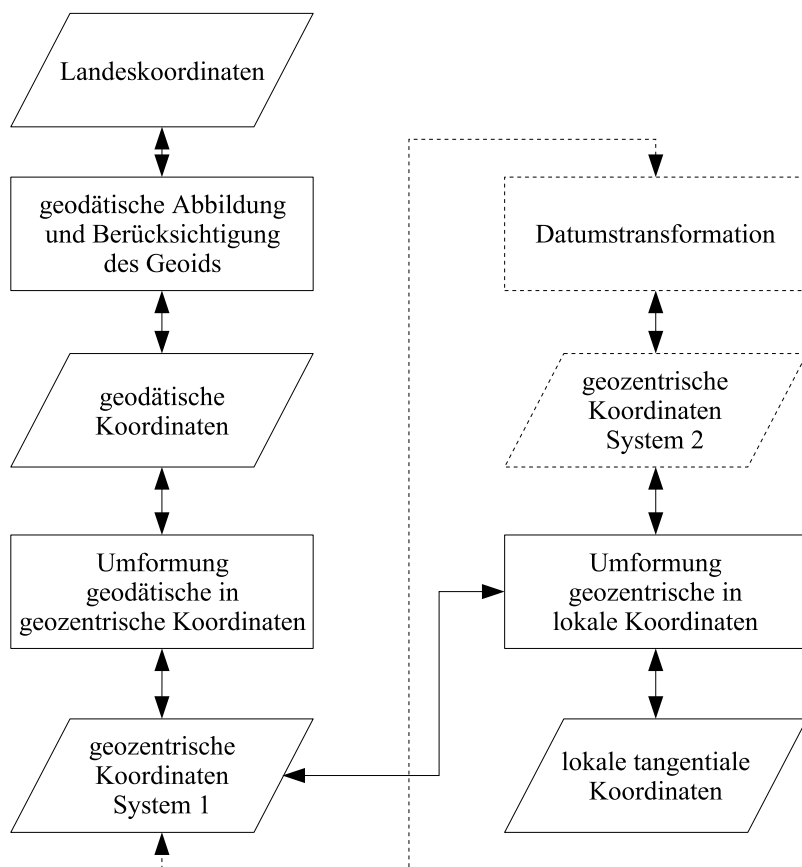 Landeskoordinaten
geodätische Abbildung
und Berücksichtigung
des Geoids
geodätische
Koordinaten
Umformung
geodätische in
geozentrische Koordinaten
geozentrische
Koordinaten
System 1
Datumstransformation
geozentrische
Koordinaten
System 2
Umformung
geozentrische in
lokale Koordinaten
lokale tangentiale
Koordinaten